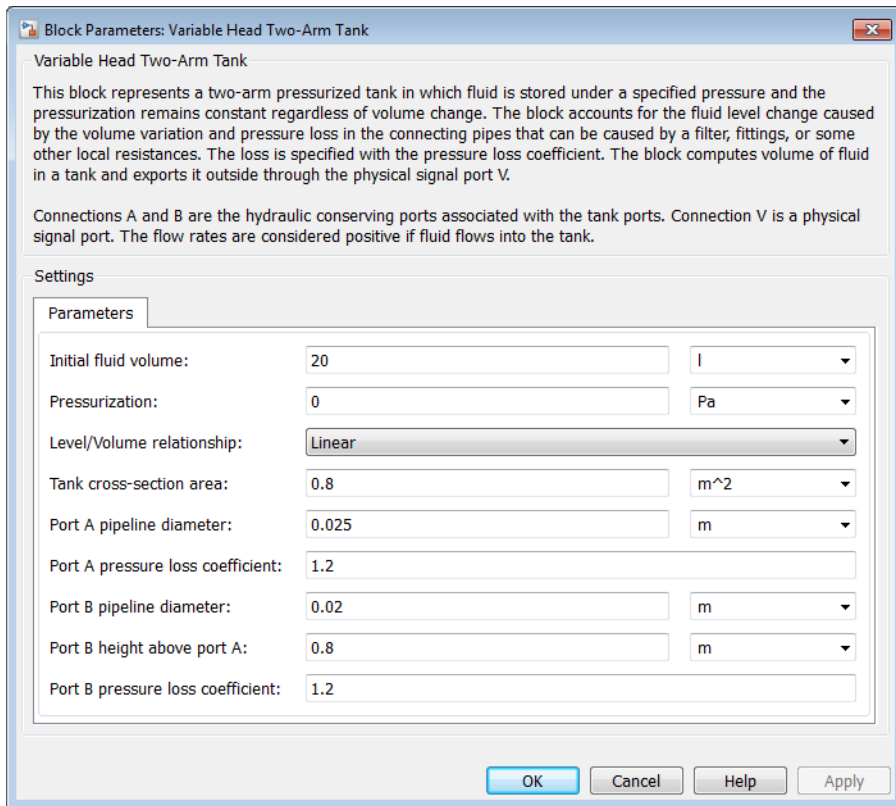 Block Parameters: Variable Head Two-Arm Tank
Variable Head Two-Arm Tank
This block represents a two-arm pressurized tank in which fluid is stored under a specified pressure and the
pressurization remains constant regardless of volume change. The block accounts for the fluid level change caused
by the volume variation and pressure loss in the connecting pipes that can be caused by a filter, fittings, or some
other local resistances. The loss is specified with the pressure loss coefficient. The block computes volume of fluid
in a tank and exports it outside through the physical signal port V.
Connections A and B are the hydraulic conserving ports associated with the tank ports. Connection V is a physical
signal port. The flow rates are considered positive if fluid flows into the tank.
Settings
Parameters
Initial fluid volume: 20 l
Pressurization: 0 Pa
Level/Volume relationship: Linear
Tank cross-section area: 0.8 m^2
Port A pipeline diameter: 0.025 m
Port A pressure loss coefficient: 1.2
Port B pipeline diameter: 0.02 m
Port B height above port A: 0.8 m
Port B pressure loss coefficient: 1.2
OK Cancel Help Apply